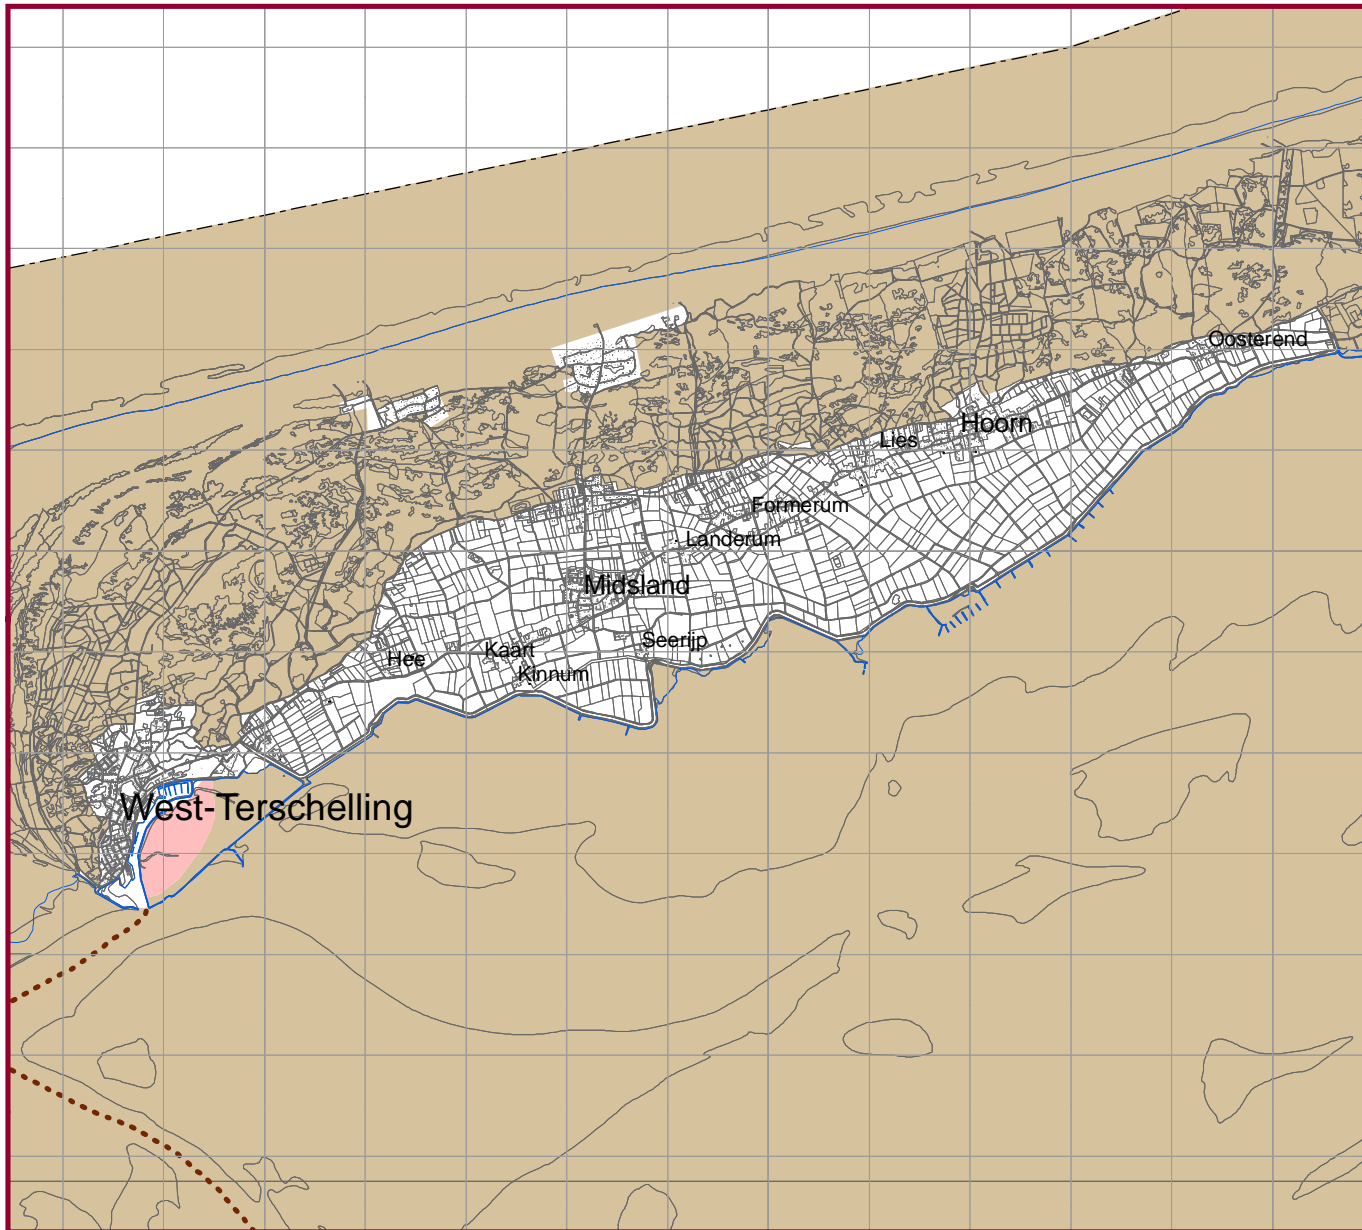 Oosterend
Hoorn
Lies
Formerum
Landerum
Midsland
Seerijp
Kaart
Hee
Kinnum
West-Terschelling